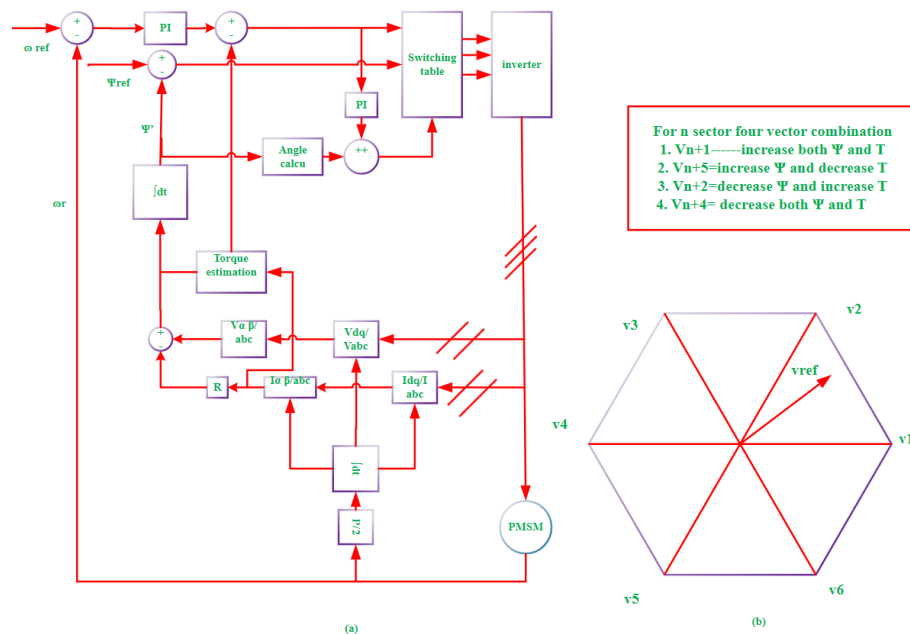 +
-
PI
+
-
ω ref
Switching
table
inverter
+
-
Ψref
PI
Ψ'
Angle
calcu
++
∫dt
ωr
Torque
estimation
+
-
Vα β/
abc
Vdq/
Vabc
R
Iα β/abc
Idq/I
abc
∫dt
P/2
PMSM
(a)
For n sector four vector combination
1. Vn+1------increase both Ψ and T
2. Vn+5=increase Ψ and decrease T
3. Vn+2=decrease Ψ and increase T
4. Vn+4= decrease both Ψ and T
v3
v2
vref
v4
v1
v5
v6
(b)